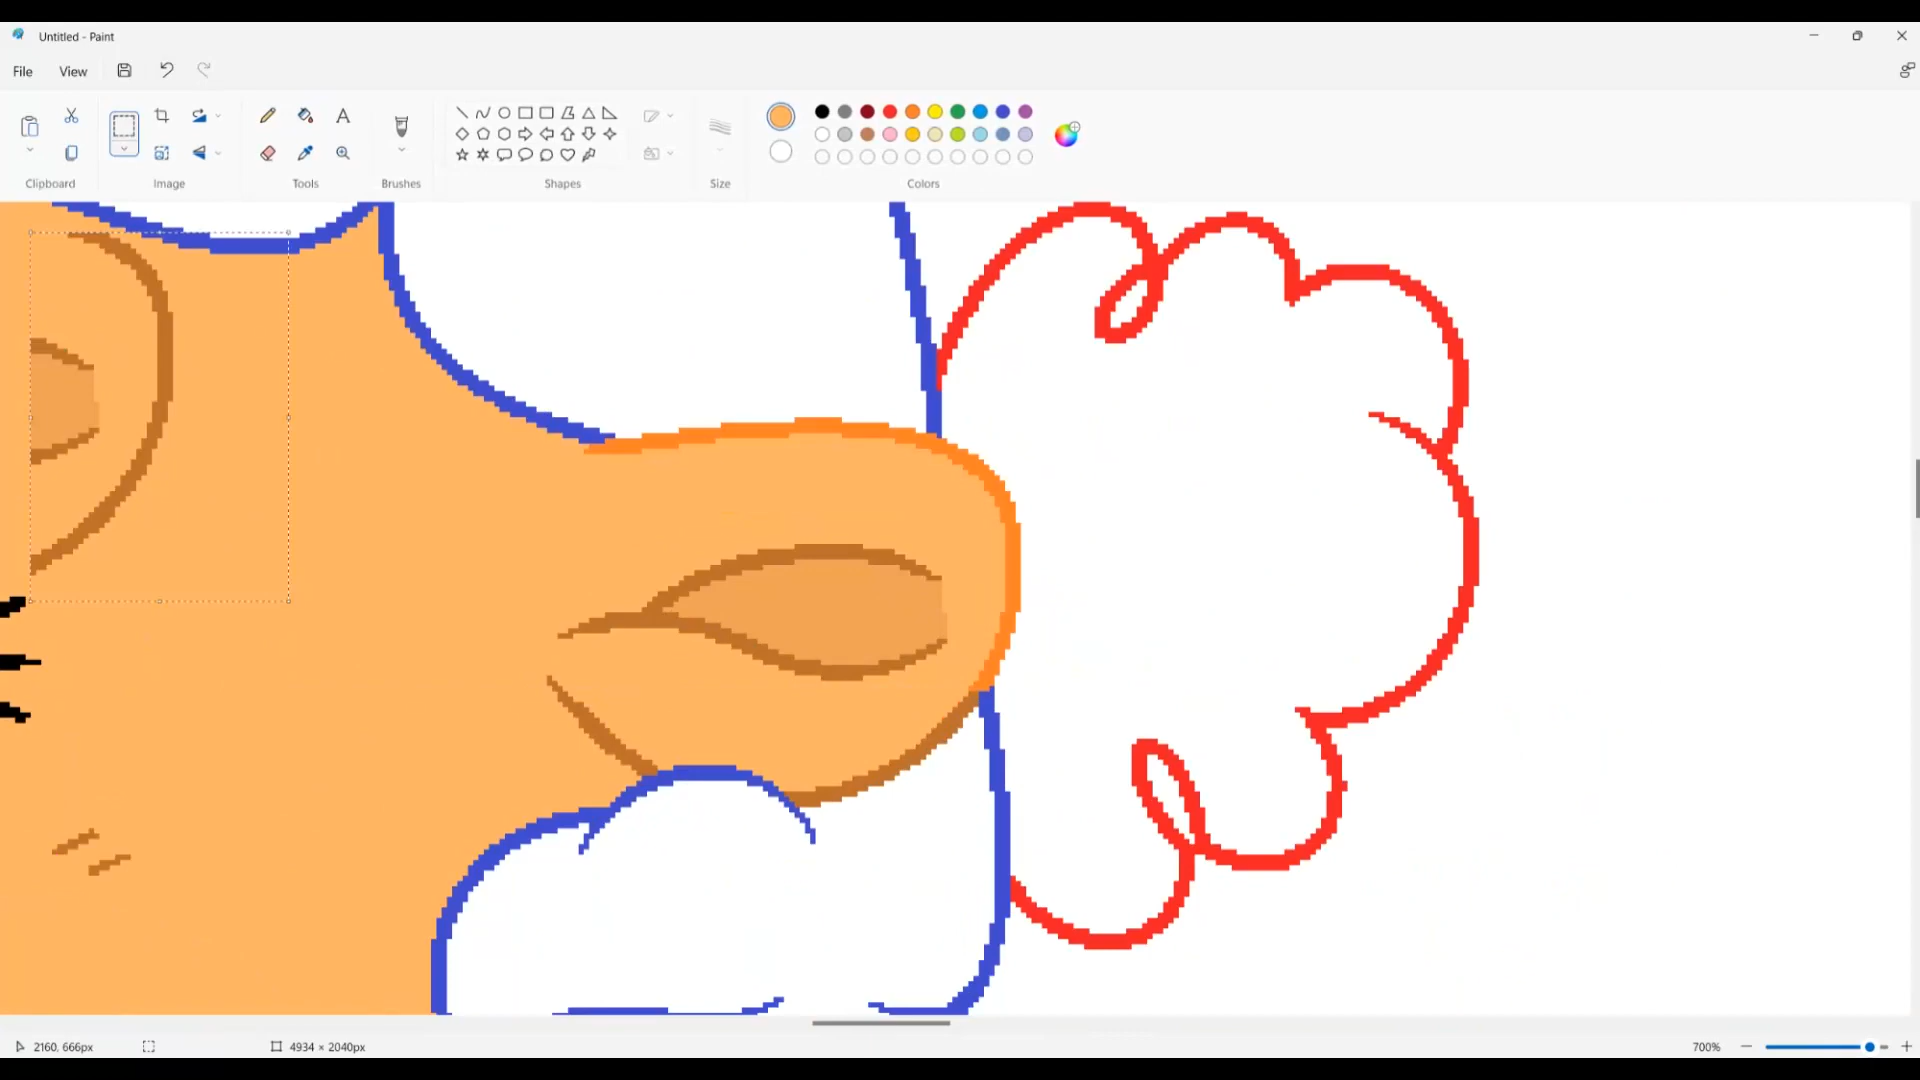 Untitled - Paint
File View
A
Clipboard Image Tools Brushes Shapes Size Colors
2160, 666px 4934 × 2040px 700%